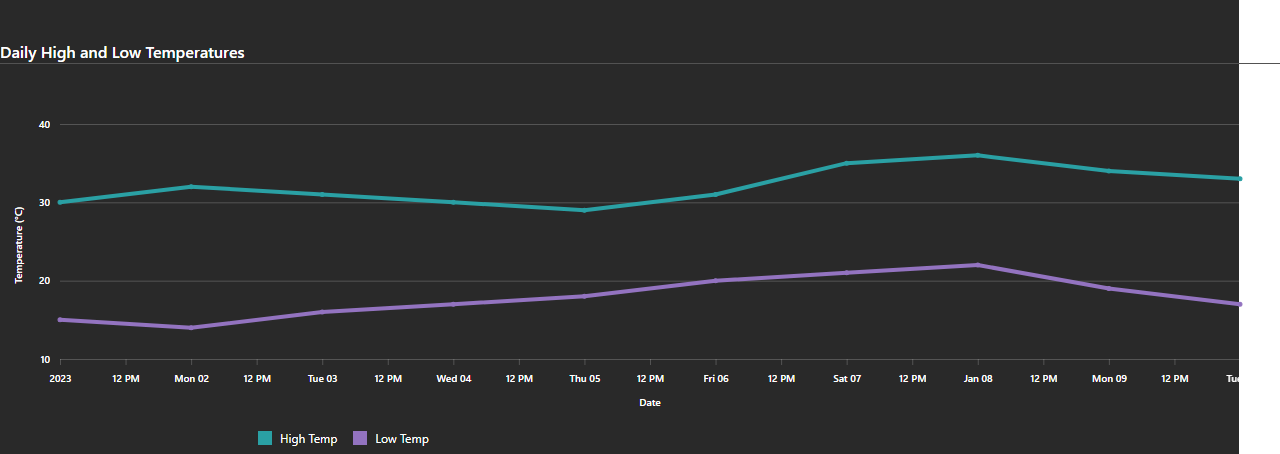 Daily High and Low Temperatures
40
30
20
10
Temperature (°C)
2023 12 PM Mon 02 12 PM Tue 03 12 PM Wed 04 12 PM Thu 05 12 PM Fri 06 12 PM Sat 07 12 PM Jan 08 12 PM Mon 09 12 PM Tue
Date
High Temp Low Temp